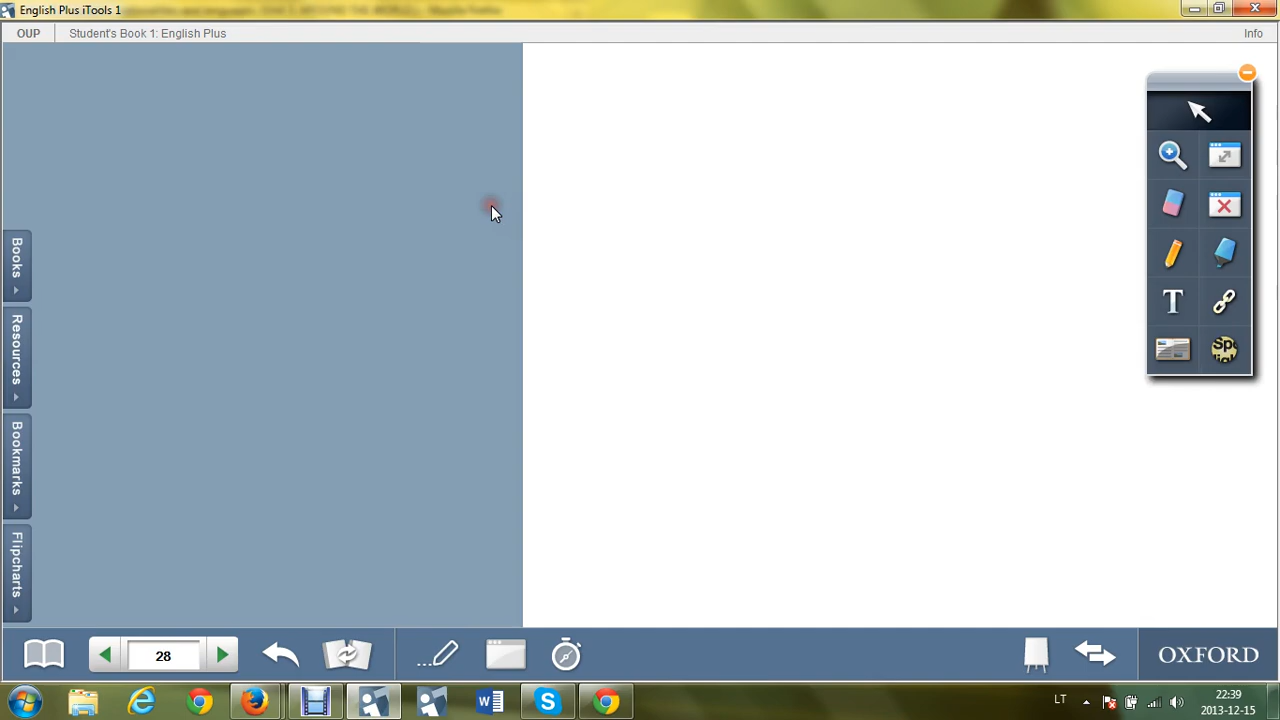 English Plus iTools 1
OUP
Student's Book 1: English Plus
Info
Books
Resources
Bookmarks
Flipcharts
T
Spe
28
OXFORD
LT
22:39
2013-12-15